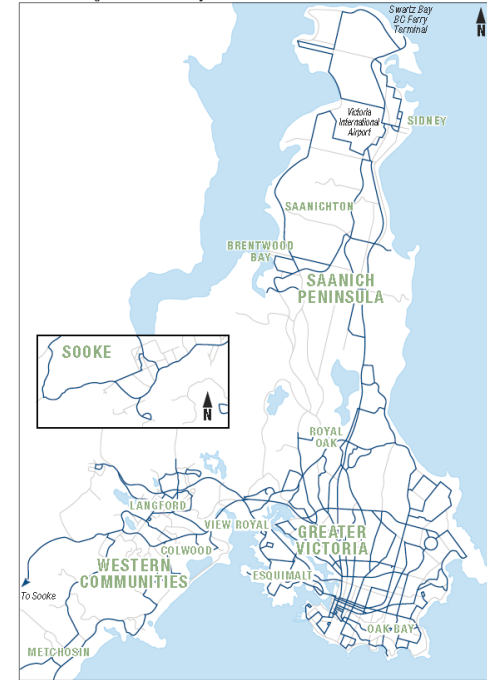 Swartz Bay
BC Ferry
Terminal
N
Victoria
International
Airport
SIDNEY
SAANICHTON
BRENTWOOD
BAY
SAANICH
PENINSULA
SOOKE
N
ROYAL
OAK
LANGFORD
VIEW ROYAL
GREATER
VICTORIA
COLWOOD
WESTERN
COMMUNITIES
ESQUIMALT
To Sooke
OAK BAY
METCHOSIN